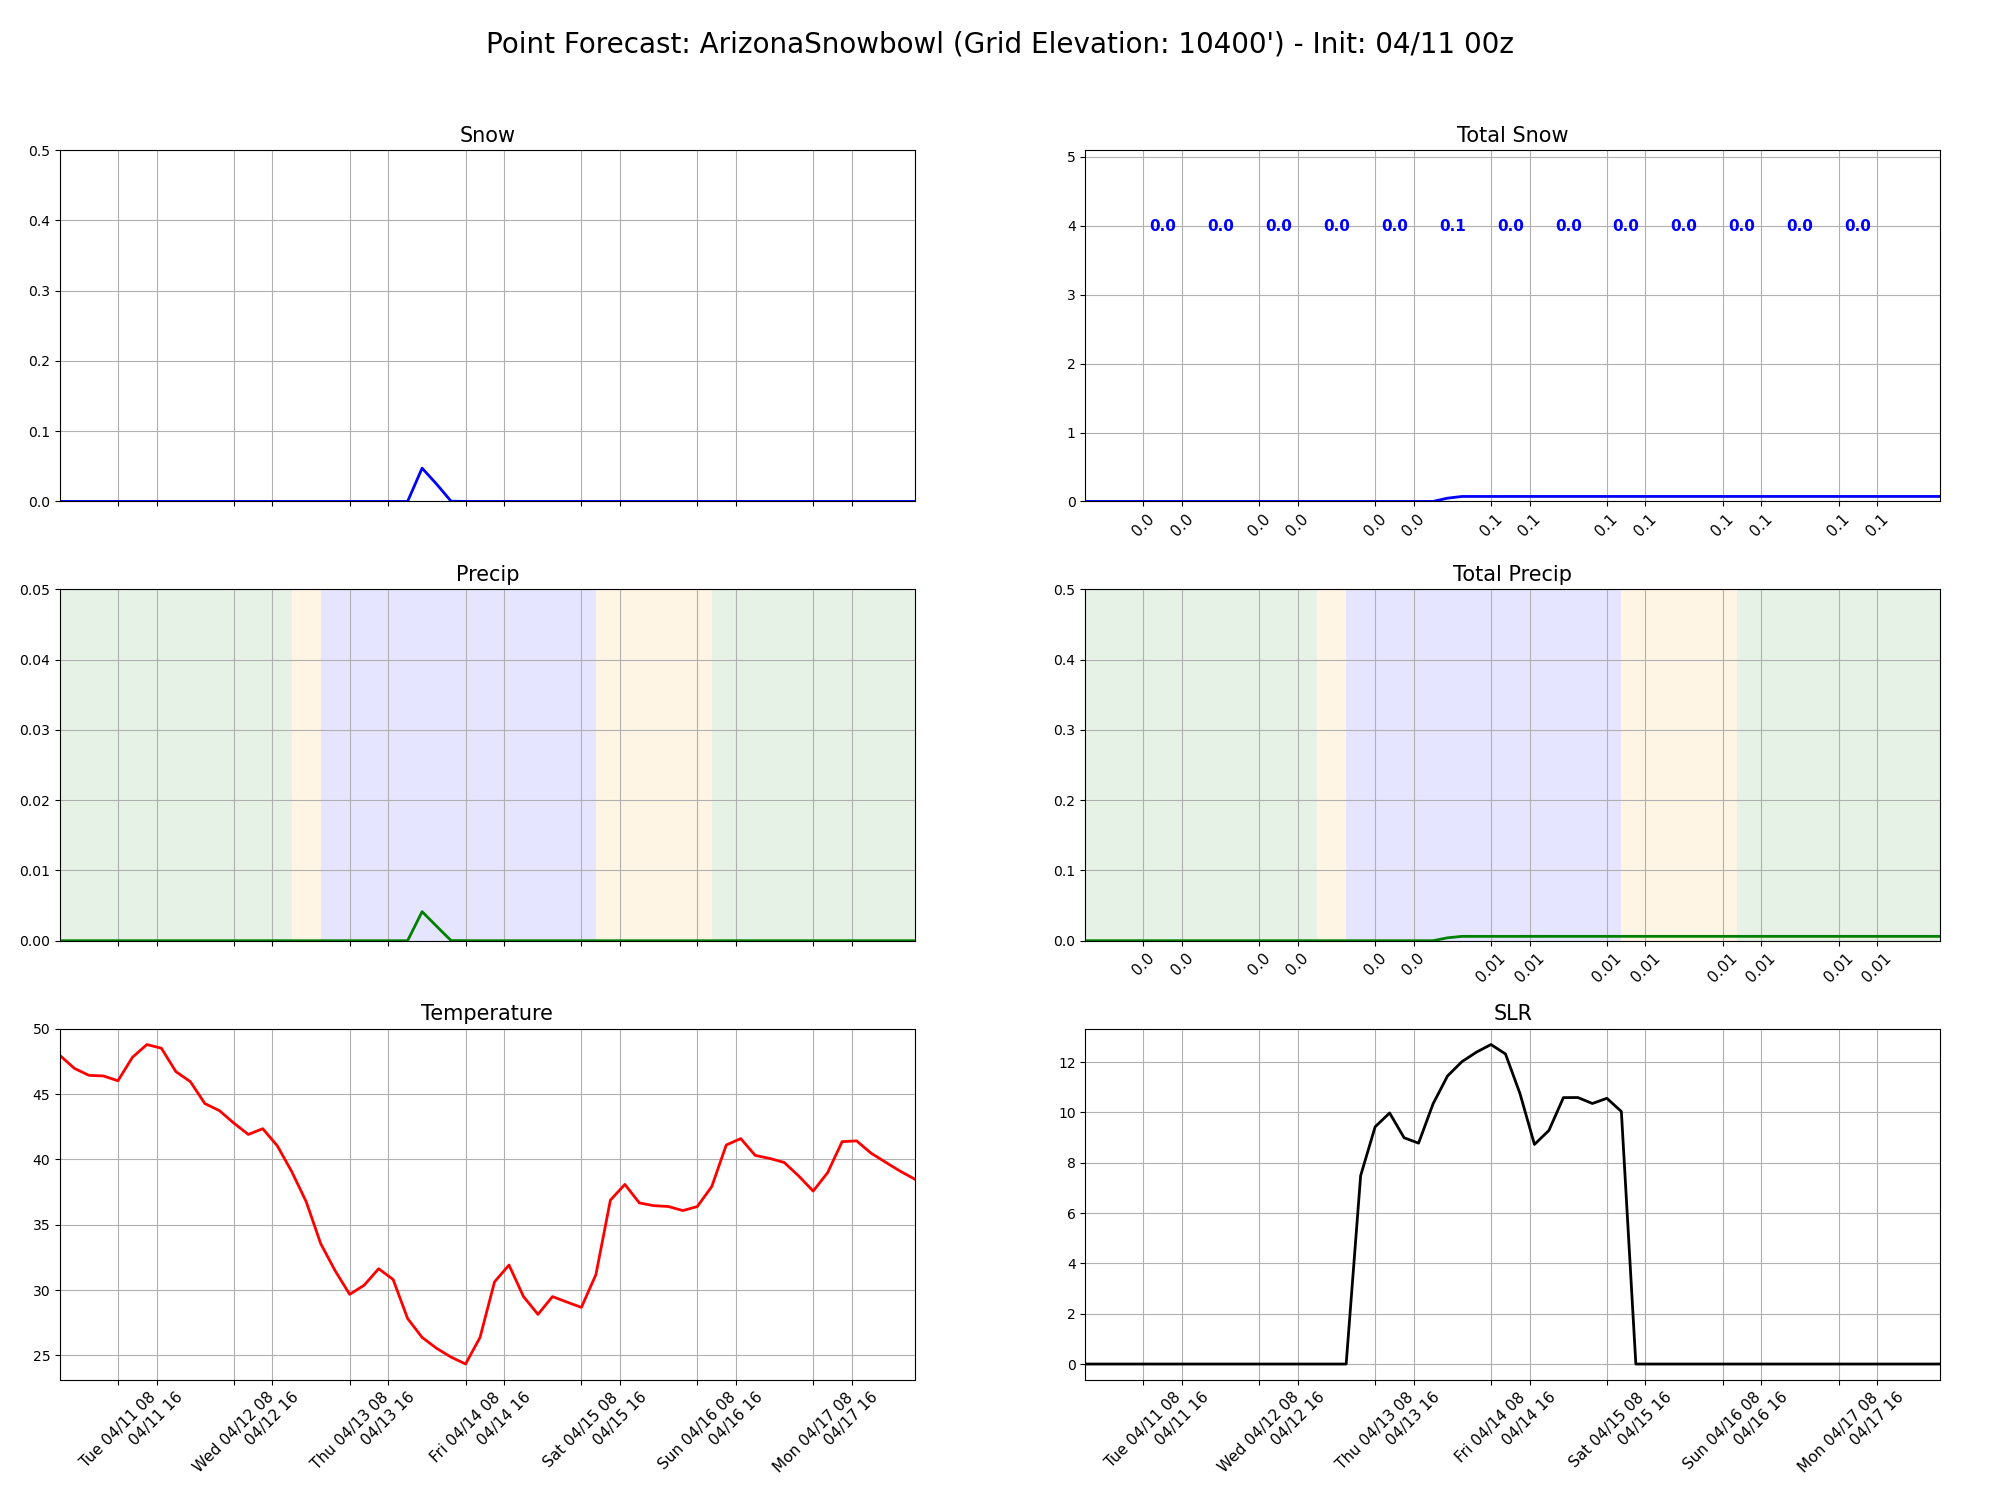 Point Forecast: ArizonaSnowbowl (Grid Elevation: 10400') - Init: 04/11 00z
Snow
0.5
0.4
0.3
0.2
0.1
0.0
Total Snow
5
4
3
2
1
0
0.0 0.0 0.0 0.0 0.0 0.1 0.0 0.0 0.0 0.0 0.0 0.0 0.0
0.0 0.0 0.0 0.0 0.0 0.0 0.1 0.1 0.1 0.1 0.1 0.1 0.1 0.1
Precip
0.05
0.04
0.03
0.02
0.01
0.00
Total Precip
0.5
0.4
0.3
0.2
0.1
0.0
0.0 0.0 0.0 0.0 0.0 0.0 0.01 0.01 0.01 0.01 0.01 0.01 0.01 0.01
Temperature
50
45
40
35
30
25
Tue 04/11 08
04/11 16
Wed 04/12 08
04/12 16
Thu 04/13 08
04/13 16
Fri 04/14 08
04/14 16
Sat 04/15 08
04/15 16
Sun 04/16 08
04/16 16
Mon 04/17 08
04/17 16
SLR
12
10
8
6
4
2
0
Tue 04/11 08
04/11 16
Wed 04/12 08
04/12 16
Thu 04/13 08
04/13 16
Fri 04/14 08
04/14 16
Sat 04/15 08
04/15 16
Sun 04/16 08
04/16 16
Mon 04/17 08
04/17 16